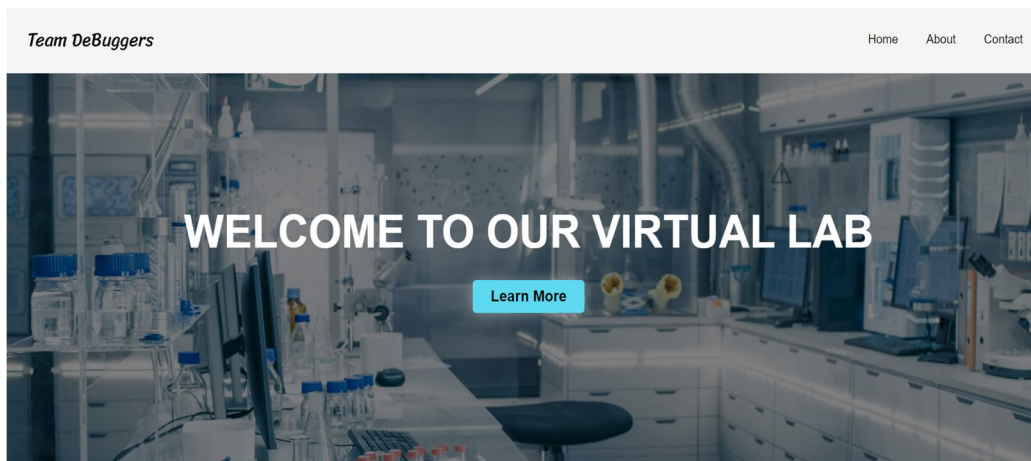 Team DeBuggers
Home About Contact
WELCOME TO OUR VIRTUAL LAB
Learn More